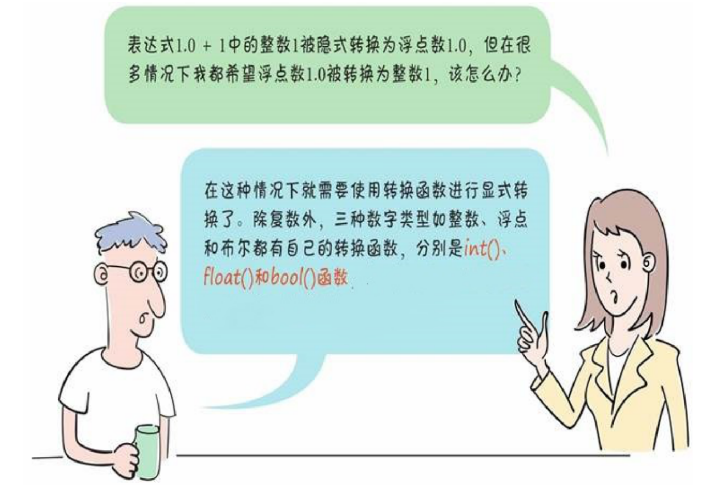 表达式1.0 + 1中的整数1被隐式转换为浮点数1.0，但在很
多情况下我都希望浮点数1.0被转换为整数1，该怎么办？
在这种情况下就需要使用转换函数进行显式转
换了。除复数外，三种数字类型如整数、浮点
和布尔都有自己的转换函数，分别是int()、
float()和bool()函数.